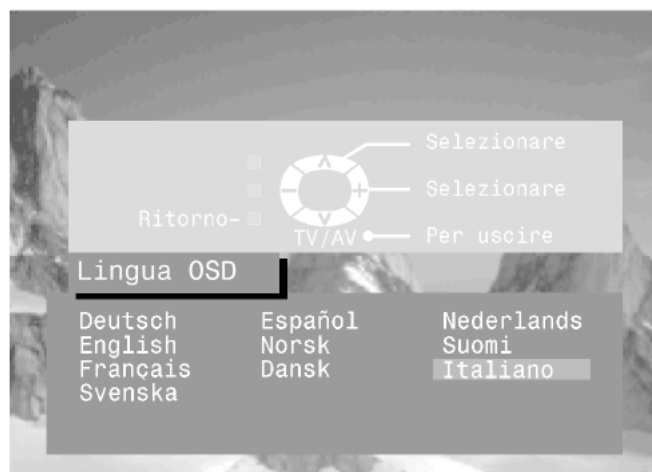 Selezionare
Selezionare
Ritorno-
TV/AV Per uscire
Lingua OSD
Deutsch Español Nederlands
English Norsk Suomi
Français Dansk Italiano
Svenska